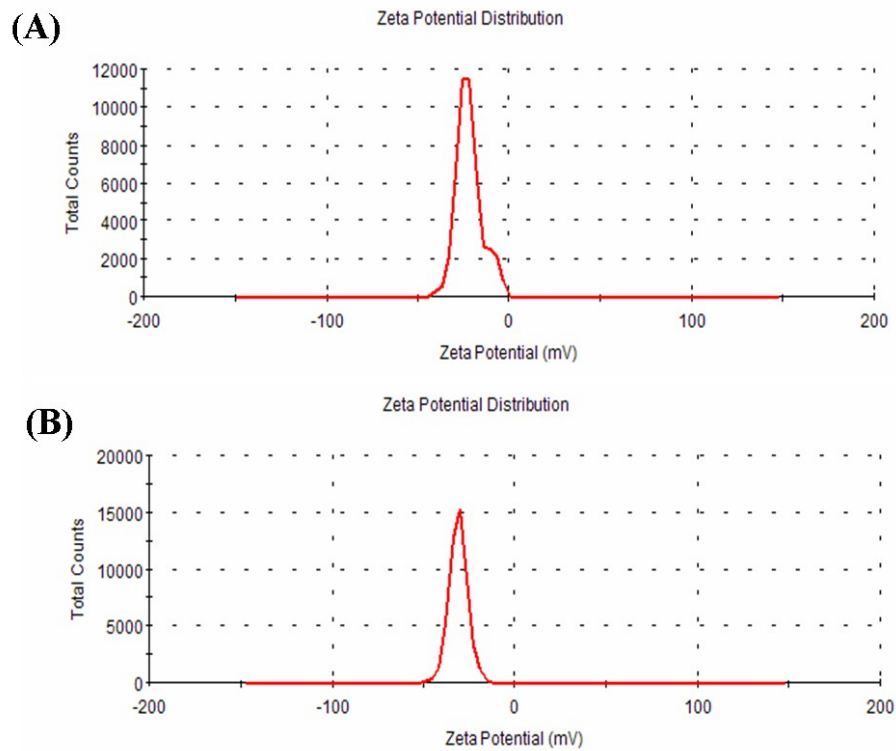 (A)
Zeta Potential Distribution
12000
10000
8000
6000
4000
2000
0
Total Counts
-200 -100 0 100 200
Zeta Potential (mV)
(B)
Zeta Potential Distribution
20000
15000
10000
5000
0
Total Counts
-200 -100 0 100 200
Zeta Potential (mV)